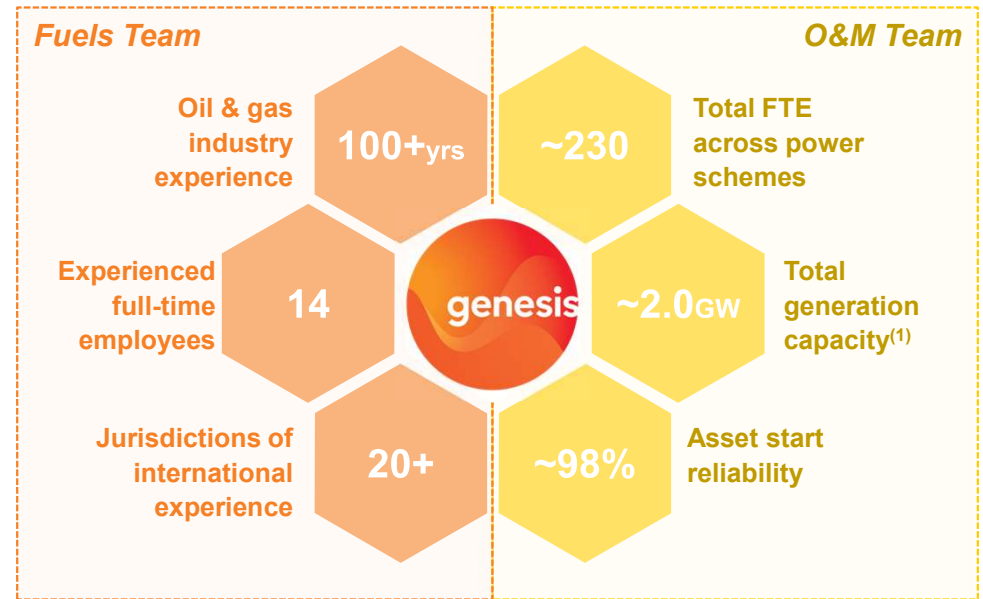 Fuels Team
Oil & gas
industry
experience
100+yrs
Experienced
full-time
employees
14
Jurisdictions of
international
experience
20+
genesis
O&M Team
~230
Total FTE
across power
schemes
~2.0GW
Total
generation
capacity(1)
~98%
Asset start
reliability